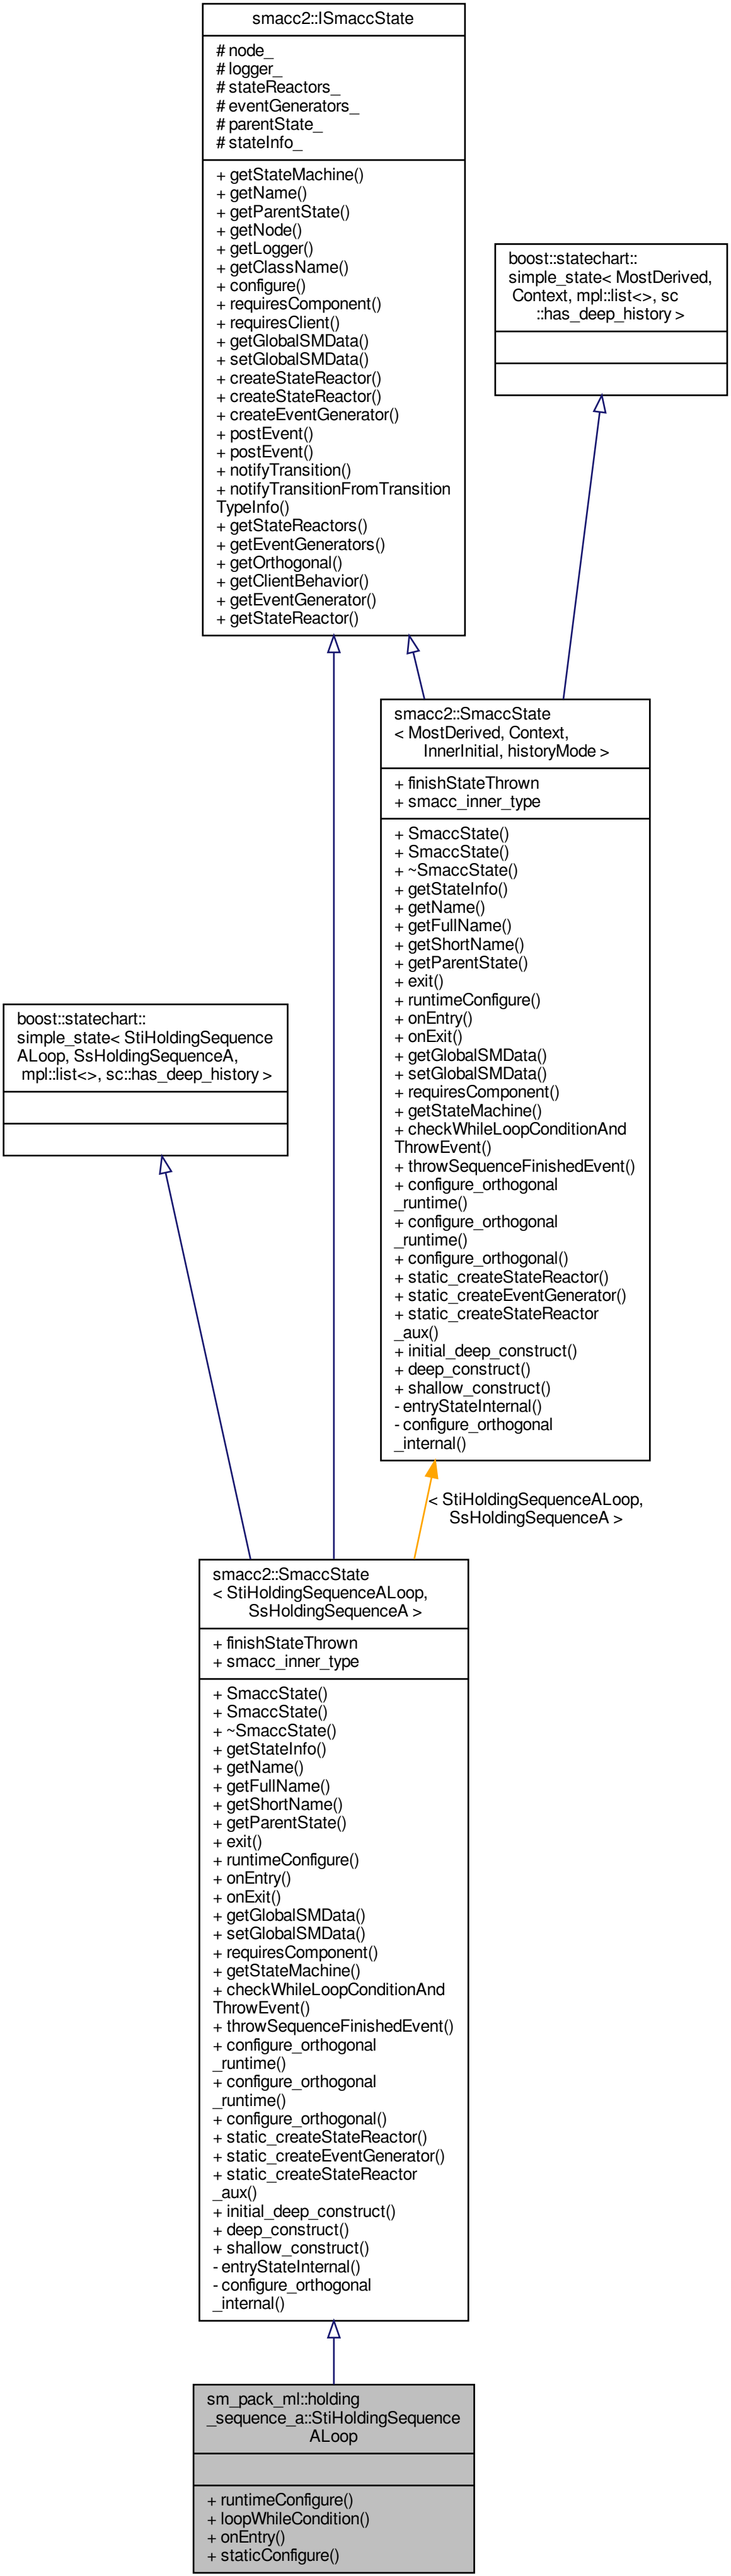 smacc2::ISmaccState
# node_
# logger_
# stateReactors_
# eventGenerators_
# parentState_
# stateInfo_
+ getStateMachine()
+ getName()
+ getParentState()
+ getNode()
+ getLogger()
+ getClassName()
+ configure()
+ requiresComponent()
+ requiresClient()
+ getGlobalSMData()
+ setGlobalSMData()
+ createStateReactor()
+ createStateReactor()
+ createEventGenerator()
+ postEvent()
+ postEvent()
+ notifyTransition()
+ notifyTransitionFromTransition
TypeInfo()
+ getStateReactors()
+ getEventGenerators()
+ getOrthogonal()
+ getClientBehavior()
+ getEventGenerator()
+ getStateReactor()
boost::statechart::
simple_state< MostDerived,
Context, mpl::list<>, sc
::has_deep_history >
smacc2::SmaccState
< MostDerived, Context,
InnerInitial, historyMode >
+ finishStateThrown
+ smacc_inner_type
+ SmaccState()
+ SmaccState()
+ ~SmaccState()
+ getStateInfo()
+ getName()
+ getFullName()
+ getShortName()
+ getParentState()
+ exit()
+ runtimeConfigure()
+ onEntry()
+ onExit()
+ getGlobalSMData()
+ setGlobalSMData()
+ requiresComponent()
+ getStateMachine()
+ checkWhileLoopConditionAnd
ThrowEvent()
+ throwSequenceFinishedEvent()
+ configure_orthogonal
_runtime()
+ configure_orthogonal
_runtime()
+ configure_orthogonal()
+ static_createStateReactor()
+ static_createEventGenerator()
+ static_createStateReactor
_aux()
+ initial_deep_construct()
+ deep_construct()
+ shallow_construct()
- entryStateInternal()
- configure_orthogonal
_internal()
boost::statechart::
simple_state< StiHoldingSequence
ALoop, SsHoldingSequenceA,
mpl::list<>, sc::has_deep_history >
< StiHoldingSequenceALoop,
SsHoldingSequenceA >
smacc2::SmaccState
< StiHoldingSequenceALoop,
SsHoldingSequenceA >
+ finishStateThrown
+ smacc_inner_type
+ SmaccState()
+ SmaccState()
+ ~SmaccState()
+ getStateInfo()
+ getName()
+ getFullName()
+ getShortName()
+ getParentState()
+ exit()
+ runtimeConfigure()
+ onEntry()
+ onExit()
+ getGlobalSMData()
+ setGlobalSMData()
+ requiresComponent()
+ getStateMachine()
+ checkWhileLoopConditionAnd
ThrowEvent()
+ throwSequenceFinishedEvent()
+ configure_orthogonal
_runtime()
+ configure_orthogonal
_runtime()
+ configure_orthogonal()
+ static_createStateReactor()
+ static_createEventGenerator()
+ static_createStateReactor
_aux()
+ initial_deep_construct()
+ deep_construct()
+ shallow_construct()
- entryStateInternal()
- configure_orthogonal
_internal()
sm_pack_ml::holding
_sequence_a::StiHoldingSequence
ALoop
+ runtimeConfigure()
+ loopWhileCondition()
+ onEntry()
+ staticConfigure()